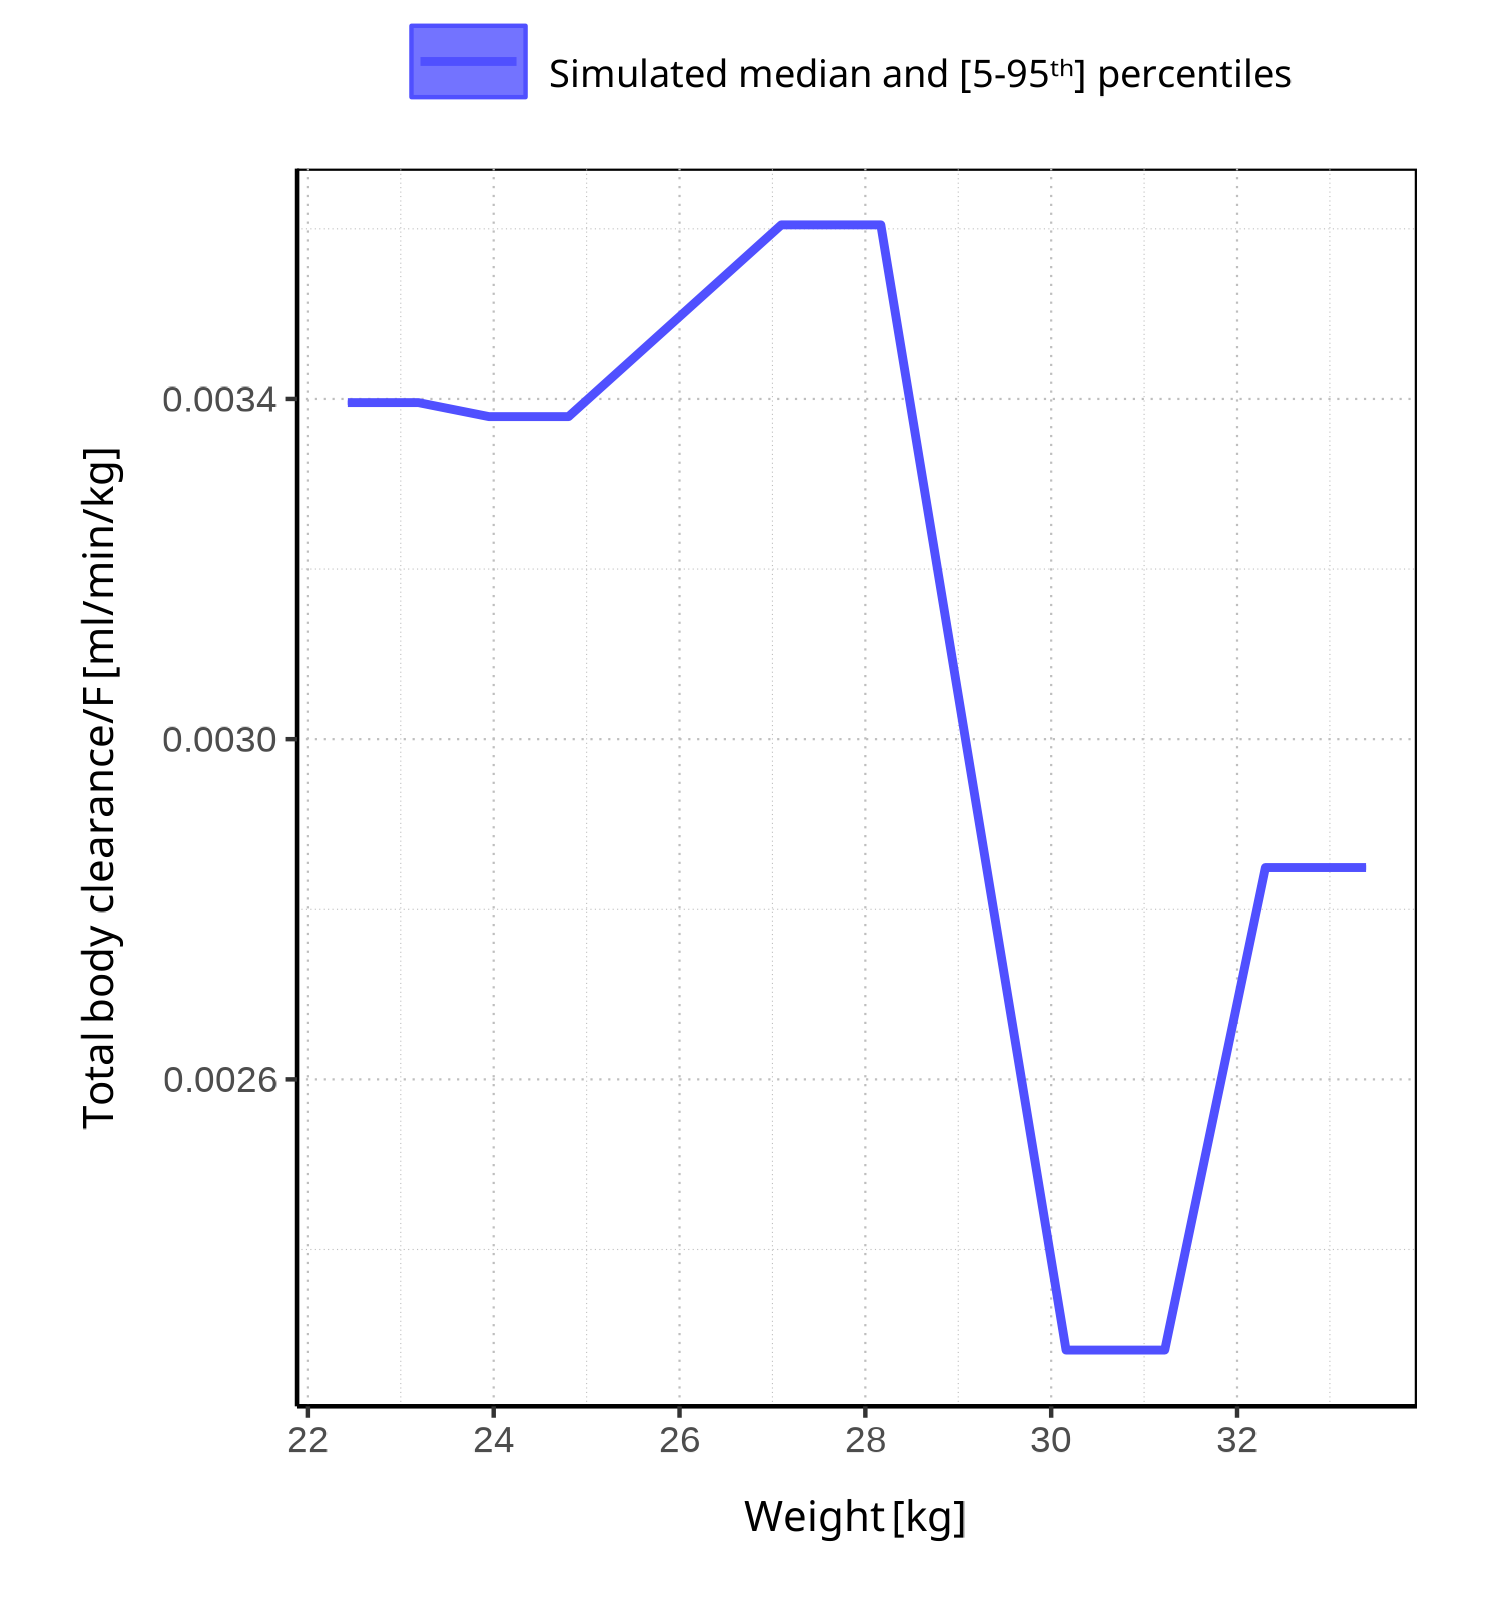 Simulated median and [5-95ᵗʰ] percentiles
Total body clearance/F [ml/min/kg]
0.0034
0.0030
0.0026
22 24 26 28 30 32
Weight [kg]